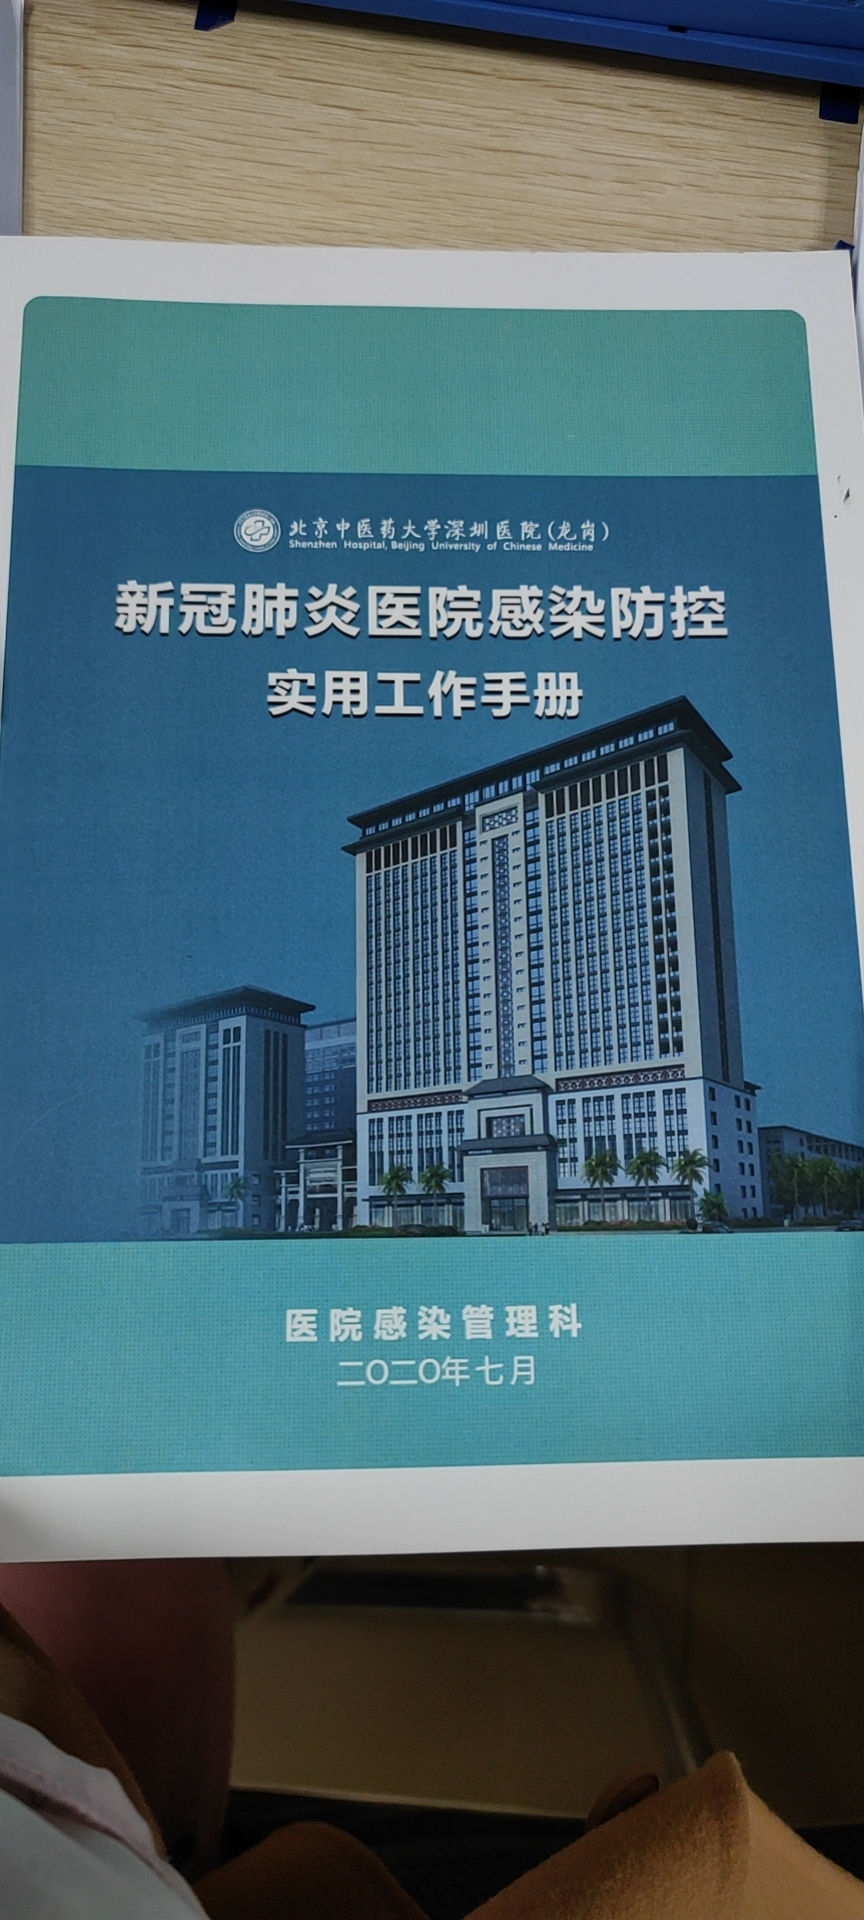 北京中医药大学深圳医院(龙岗)
Shenzhen Hospital, Beijing University of Chinese Medicine
新冠肺炎医院感染防控
实用工作手册
医院感染管理科
二〇二〇年七月